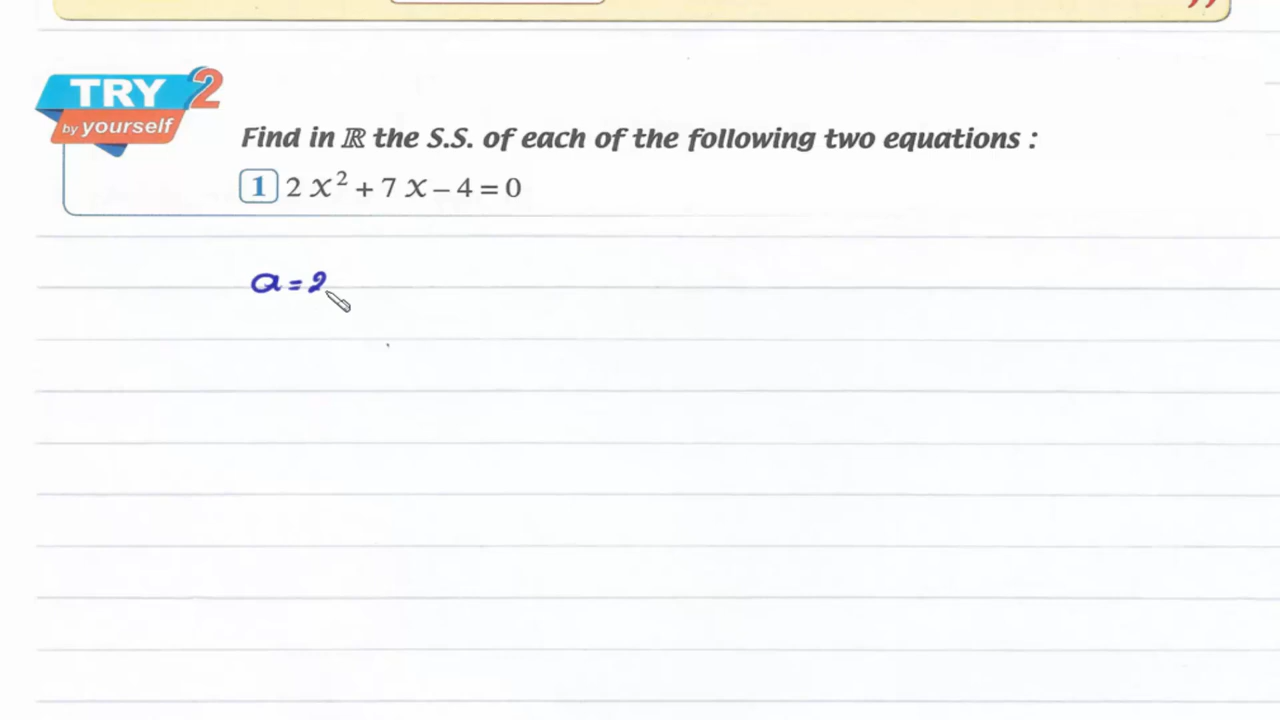 TRY 2
by yourself
Find in ℝ the S.S. of each of the following two equations :
1 2 x² + 7 x – 4 = 0
a = 2